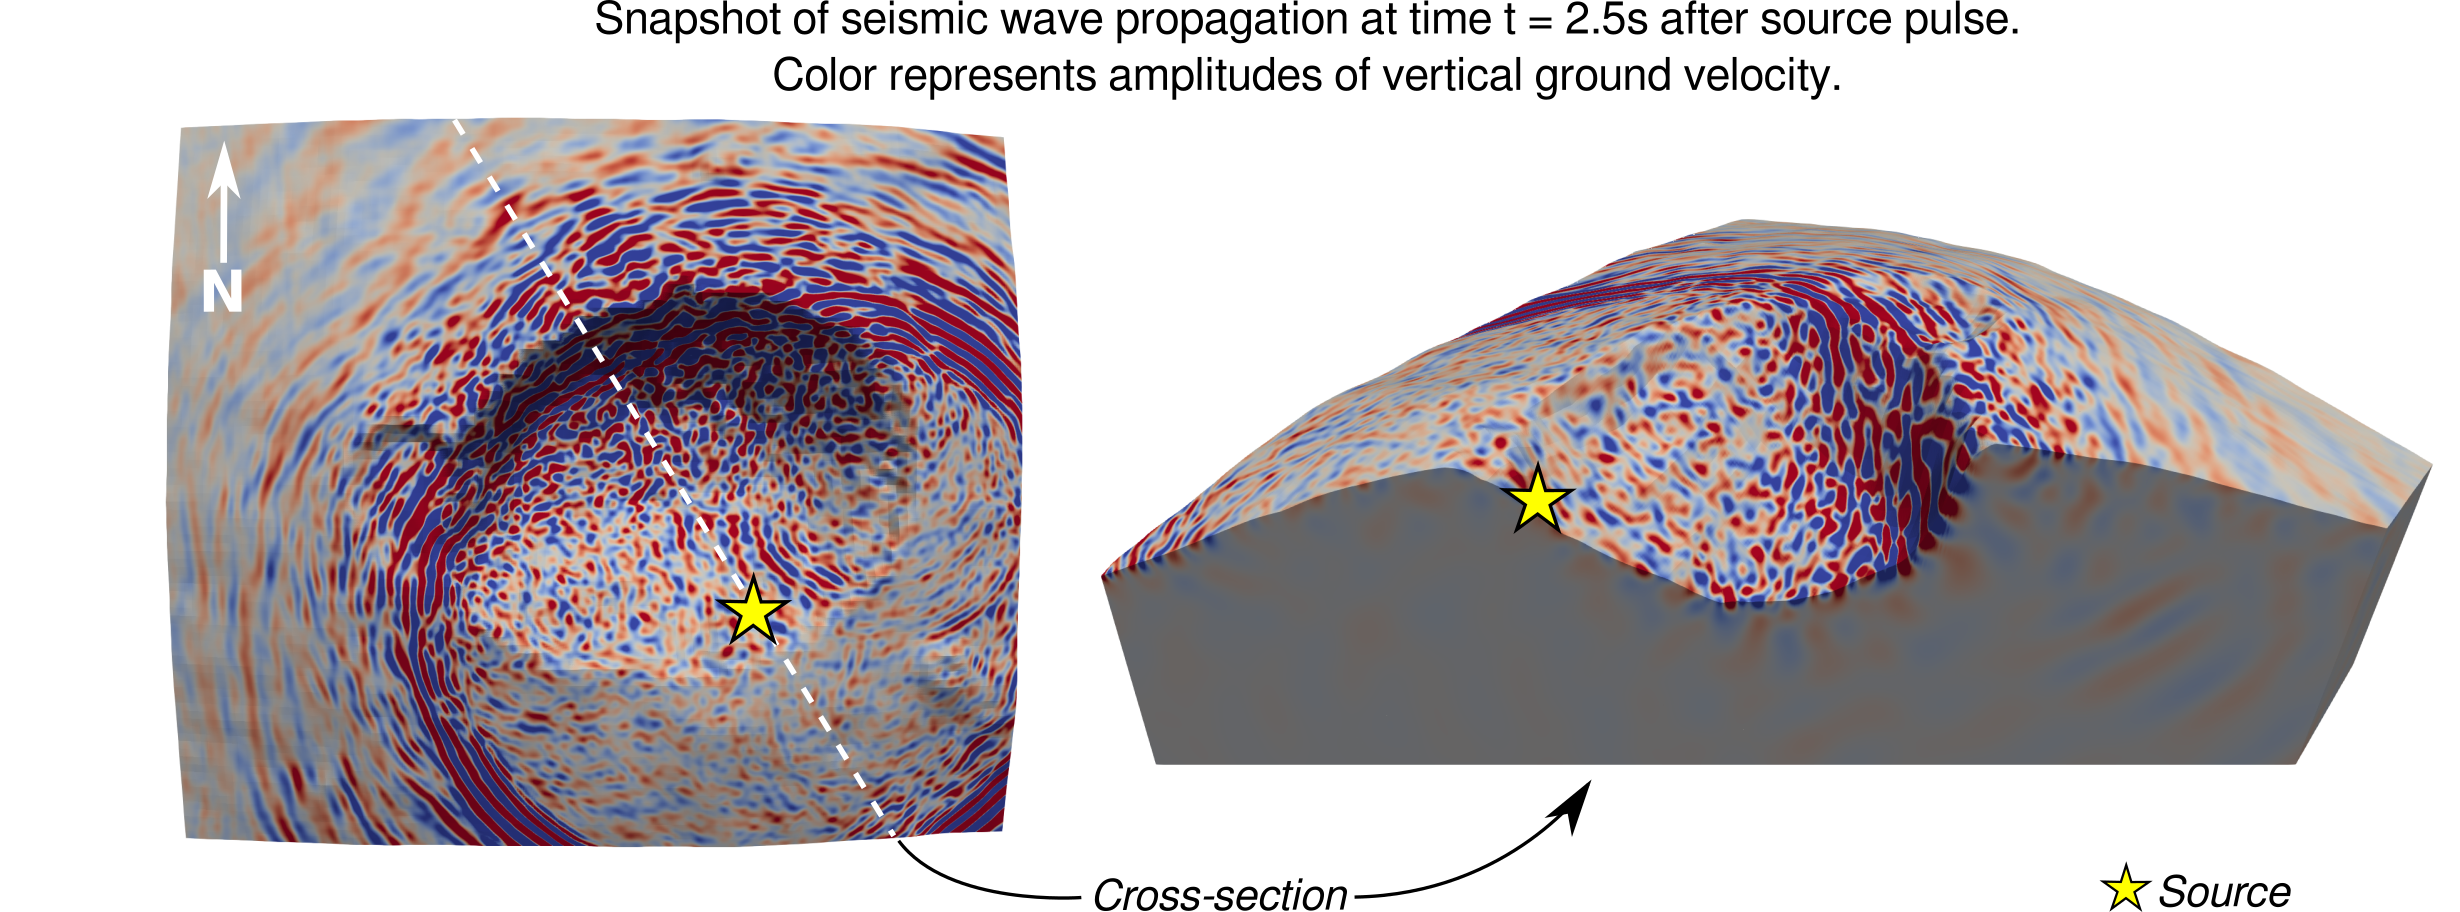 Snapshot of seismic wave propagation at time t = 2.5s after source pulse.
Color represents amplitudes of vertical ground velocity.
N
Cross-section
Source